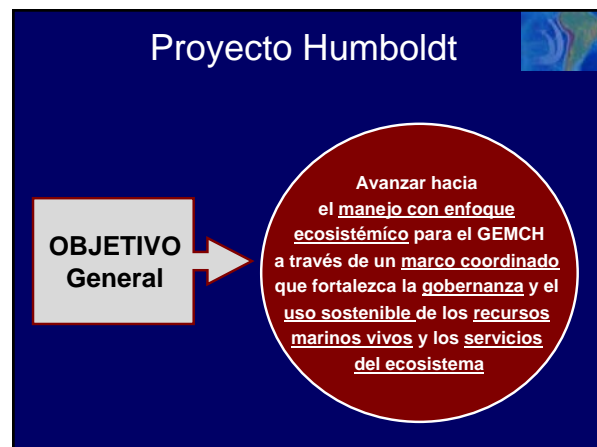 Proyecto Humboldt
OBJETIVO
General
Avanzar hacia
el manejo con enfoque
ecosistémíco para el GEMCH
a través de un marco coordinado
que fortalezca la gobernanza y el
uso sostenible de los recursos
marinos vivos y los servicios
del ecosistema